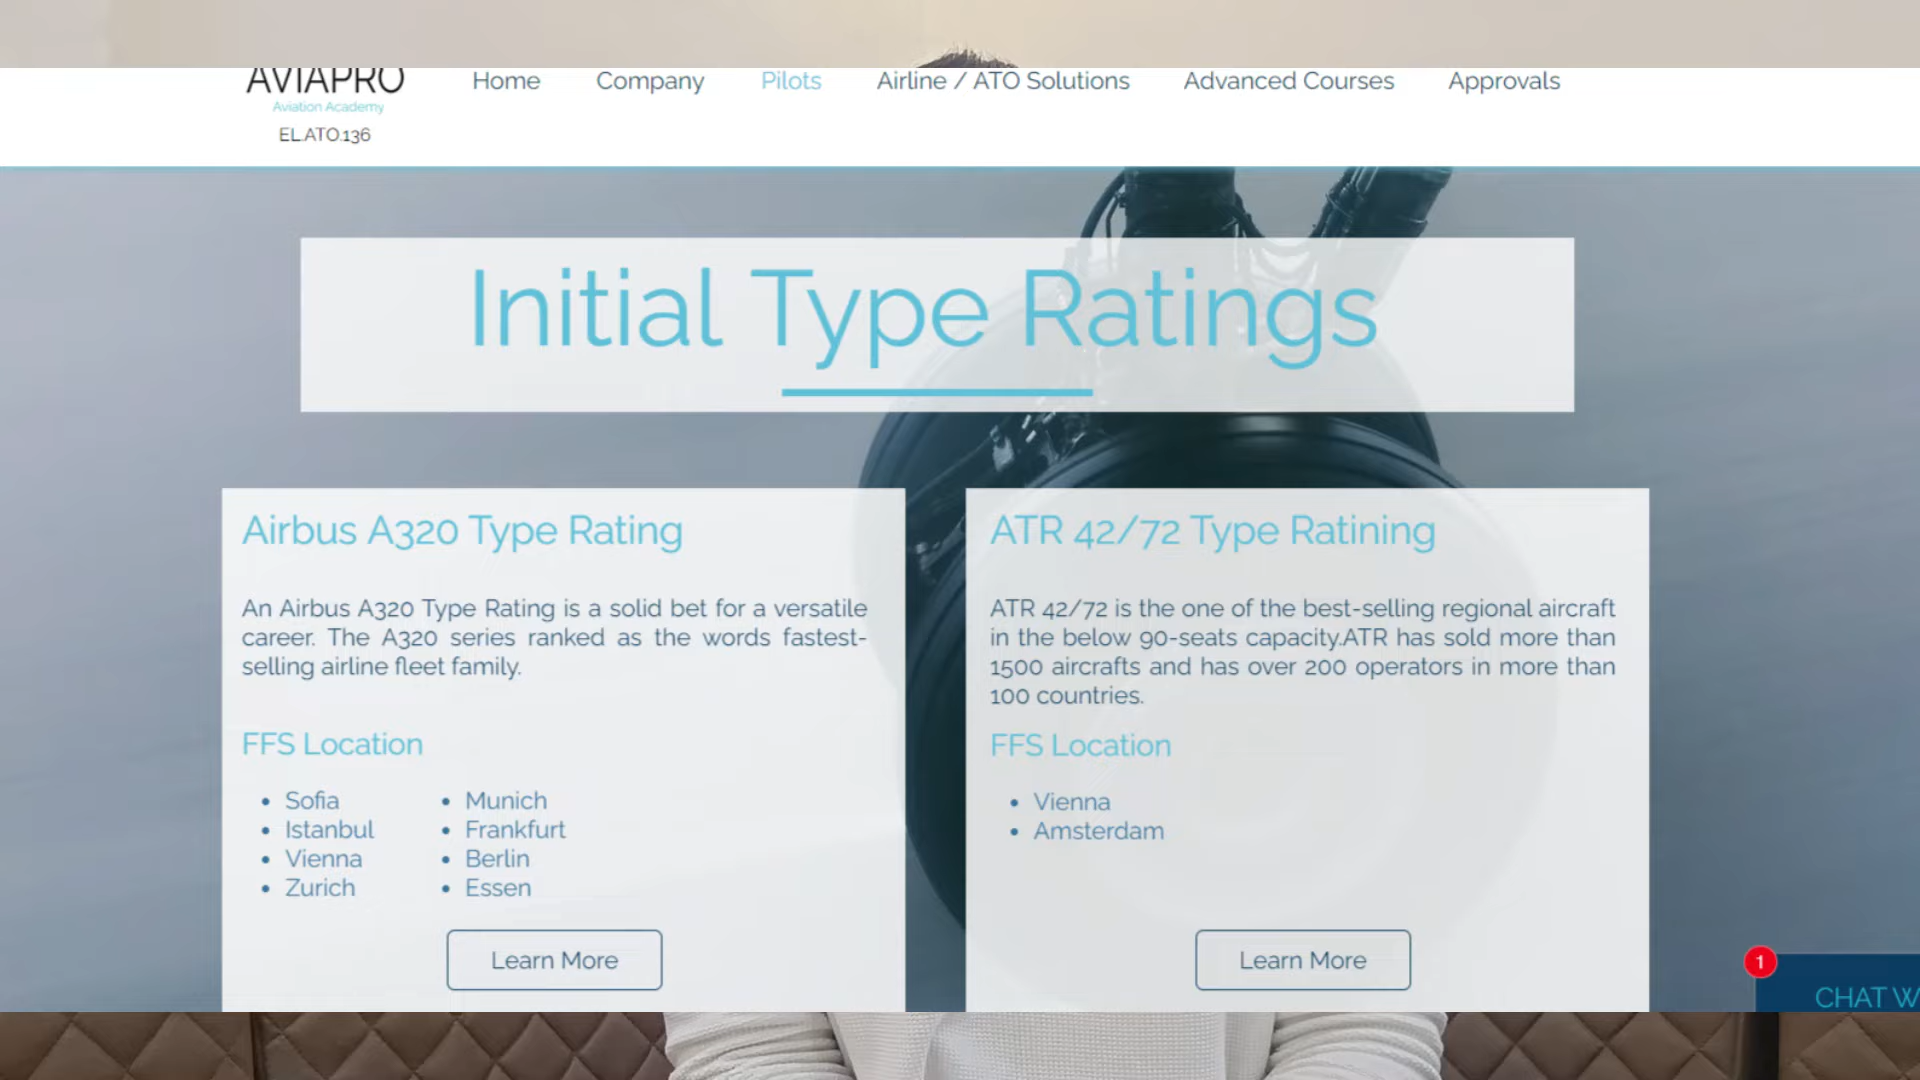 AVIAPRO
Aviation Academy
EL.ATO.136
Home Company Pilots Airline / ATO Solutions Advanced Courses Approvals
Initial Type Ratings
Airbus A320 Type Rating
An Airbus A320 Type Rating is a solid bet for a versatile
career. The A320 series ranked as the words fastest-
selling airline fleet family.
FFS Location
• Sofia
• Istanbul
• Vienna
• Zurich
• Munich
• Frankfurt
• Berlin
• Essen
Learn More
ATR 42/72 Type Ratining
ATR 42/72 is the one of the best-selling regional aircraft
in the below 90-seats capacity.ATR has sold more than
1500 aircrafts and has over 200 operators in more than
100 countries.
FFS Location
• Vienna
• Amsterdam
Learn More
1
CHAT W